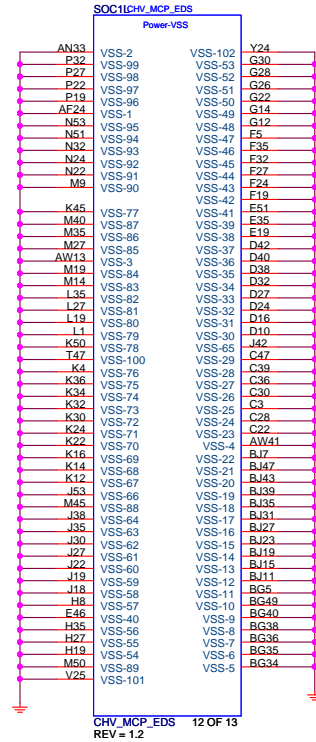 SOC1L CHV_MCP_EDS
Power-VSS
AN33 VSS-2 VSS-102 Y24
P32 VSS-99 VSS-53 G30
P27 VSS-98 VSS-52 G28
P22 VSS-97 VSS-51 G26
P19 VSS-96 VSS-50 G22
AF24 VSS-1 VSS-49 G14
N53 VSS-95 VSS-48 G12
N51 VSS-94 VSS-47 F5
N32 VSS-93 VSS-46 F35
N24 VSS-92 VSS-45 F32
N22 VSS-91 VSS-44 F27
M9 VSS-90 VSS-43 F24
VSS-42 F19
K45 VSS-77 VSS-41 E51
M40 VSS-87 VSS-39 E35
M35 VSS-86 VSS-38 E19
M27 VSS-85 VSS-37 D42
AW13 VSS-3 VSS-36 D40
M19 VSS-84 VSS-35 D38
M14 VSS-83 VSS-34 D32
L35 VSS-82 VSS-33 D27
L27 VSS-81 VSS-32 D24
L19 VSS-80 VSS-31 D16
L1 VSS-79 VSS-30 D10
K50 VSS-78 VSS-65 J42
T47 VSS-100 VSS-29 C47
K4 VSS-76 VSS-28 C39
K36 VSS-75 VSS-27 C36
K34 VSS-74 VSS-26 C30
K32 VSS-73 VSS-25 C3
K30 VSS-72 VSS-24 C28
K24 VSS-71 VSS-23 C22
K22 VSS-70 VSS-4 AW41
K16 VSS-69 VSS-22 BJ7
K14 VSS-68 VSS-21 BJ47
K12 VSS-67 VSS-20 BJ43
J53 VSS-66 VSS-19 BJ39
M45 VSS-88 VSS-18 BJ35
J38 VSS-64 VSS-17 BJ31
J35 VSS-63 VSS-16 BJ27
J30 VSS-62 VSS-15 BJ23
J27 VSS-61 VSS-14 BJ19
J22 VSS-60 VSS-13 BJ15
J19 VSS-59 VSS-12 BJ11
J18 VSS-58 VSS-11 BG5
H8 VSS-57 VSS-10 BG49
E46 VSS-40 VSS-9 BG40
H35 VSS-56 VSS-8 BG38
H27 VSS-55 VSS-7 BG36
H19 VSS-54 VSS-6 BG35
M50 VSS-89 VSS-5 BG34
V25 VSS-101
CHV_MCP_EDS 12 OF 13
REV = 1.2